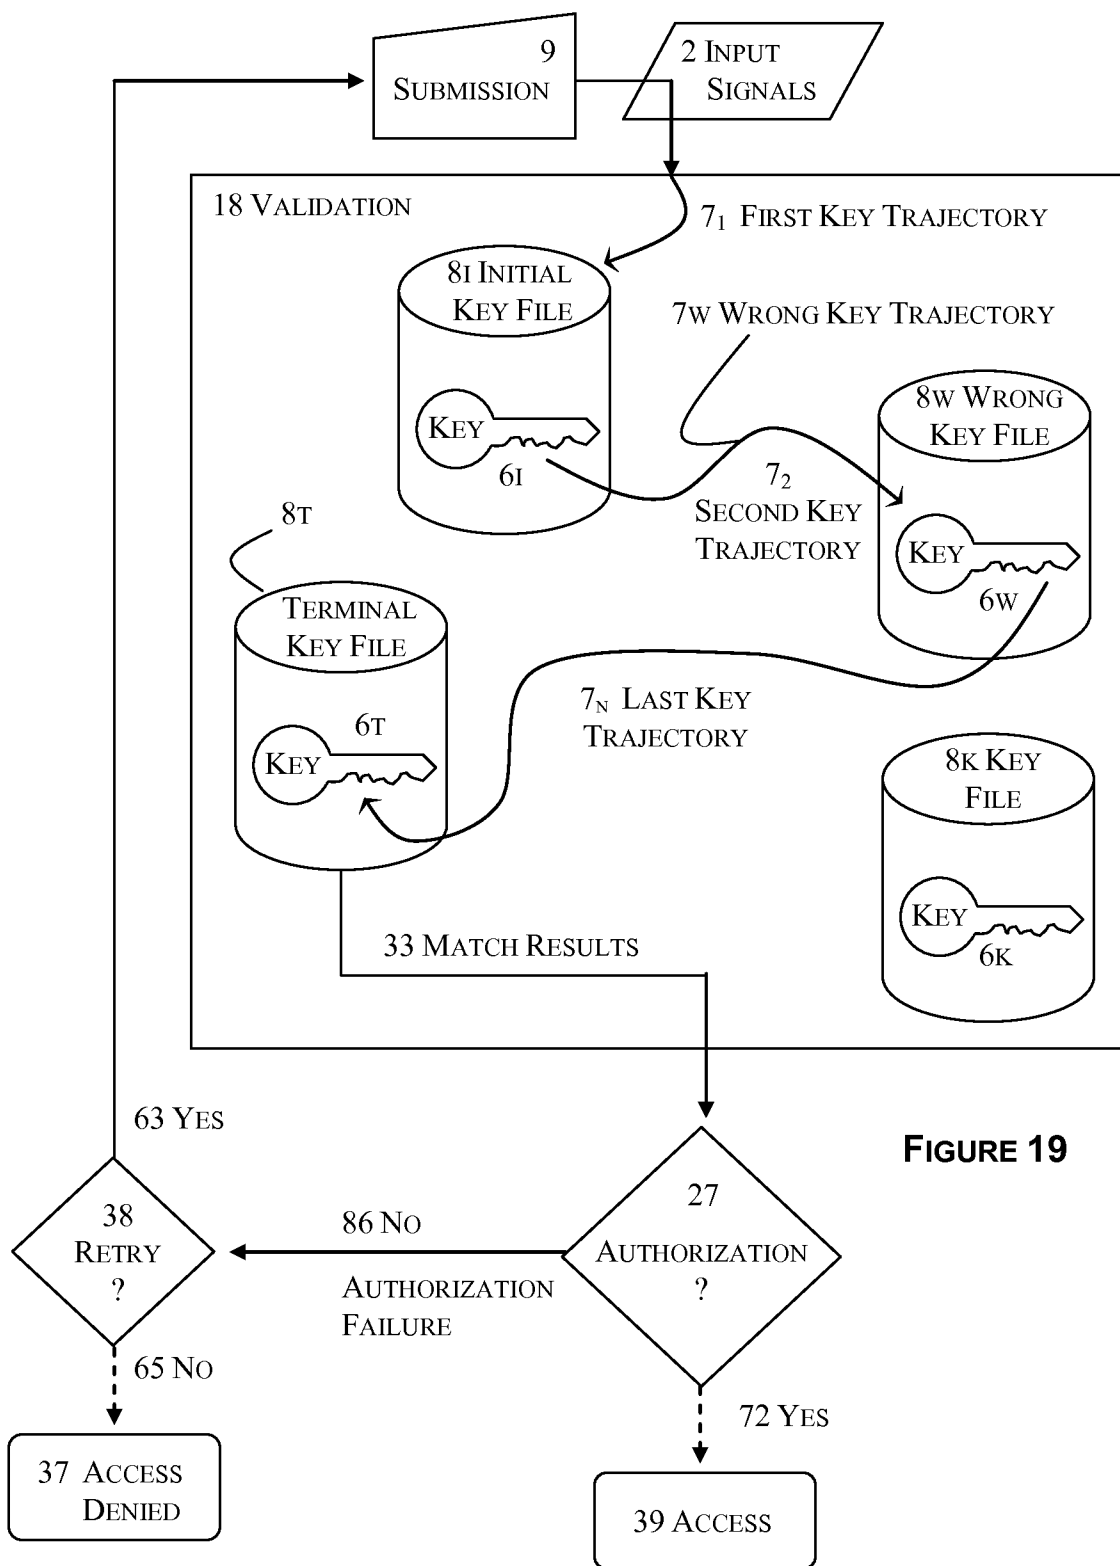 9
SUBMISSION
2 INPUT
SIGNALS
18 VALIDATION
7₁ FIRST KEY TRAJECTORY
8I INITIAL
KEY FILE
7W WRONG KEY TRAJECTORY
8W WRONG
KEY FILE
KEY
6I
7₂
SECOND KEY
TRAJECTORY
8T
KEY
6W
TERMINAL
KEY FILE
7N LAST KEY
TRAJECTORY
6T
KEY
8K KEY
FILE
KEY
6K
33 MATCH RESULTS
63 YES
FIGURE 19
38
RETRY
?
86 NO
AUTHORIZATION
FAILURE
27
AUTHORIZATION
?
65 NO
72 YES
37 ACCESS
DENIED
39 ACCESS